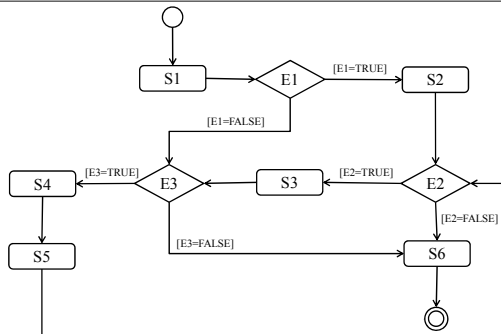 S1
E1
[E1=TRUE]
S2
[E1=FALSE]
S4
[E3=TRUE]
E3
S3
[E2=TRUE]
E2
[E2=FALSE]
S5
[E3=FALSE]
S6